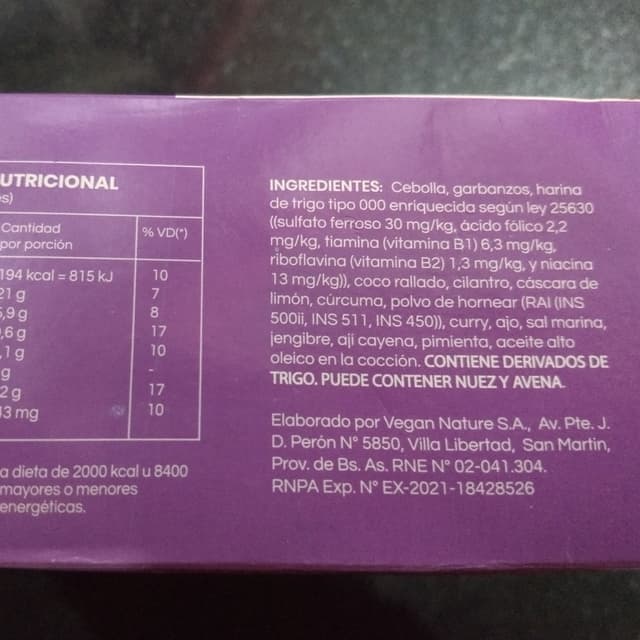 UTRICIONAL
es)
Cantidad
por porción
% VD(*)
194 kcal = 815 kJ 10
21 g 7
5,9 g 8
,6 g 17
,1 g 10
g -
2 g 17
43 mg 10
a dieta de 2000 kcal u 8400
mayores o menores
energéticas.
INGREDIENTES: Cebolla, garbanzos, harina
de trigo tipo 000 enriquecida según ley 25630
((sulfato ferroso 30 mg/kg, ácido fólico 2,2
mg/kg, tiamina (vitamina B1) 6,3 mg/kg,
riboflavina (vitamina B2) 1,3 mg/kg, y niacina
13 mg/kg)), coco rallado, cilantro, cáscara de
limón, cúrcuma, polvo de hornear (RAI (INS
500ii, INS 511, INS 450)), curry, ajo, sal marina,
jengibre, ají cayena, pimienta, aceite alto
oleico en la cocción. CONTIENE DERIVADOS DE
TRIGO. PUEDE CONTENER NUEZ Y AVENA.
Elaborado por Vegan Nature S.A., Av. Pte. J.
D. Perón N° 5850, Villa Libertad, San Martin,
Prov. de Bs. As. RNE N° 02-041.304.
RNPA Exp. N° EX-2021-18428526